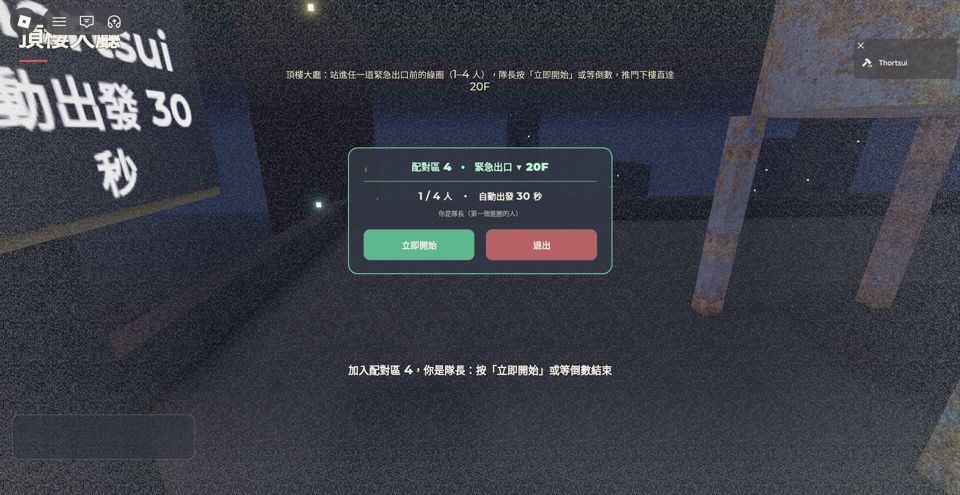 頂樓大廳
Thortsui
動出發 30
秒
頂樓大廳：站進任一道緊急出口前的綠圈（1–4 人），隊長按「立即開始」或等倒數，推門下樓直達
20F
Thortsui
配對區 4 • 緊急出口 ▼ 20F
1 / 4 人 • 自動出發 30 秒
你是隊長（第一個進圈的人）
立即開始
退出
加入配對區 4，你是隊長：按「立即開始」或等倒數結束